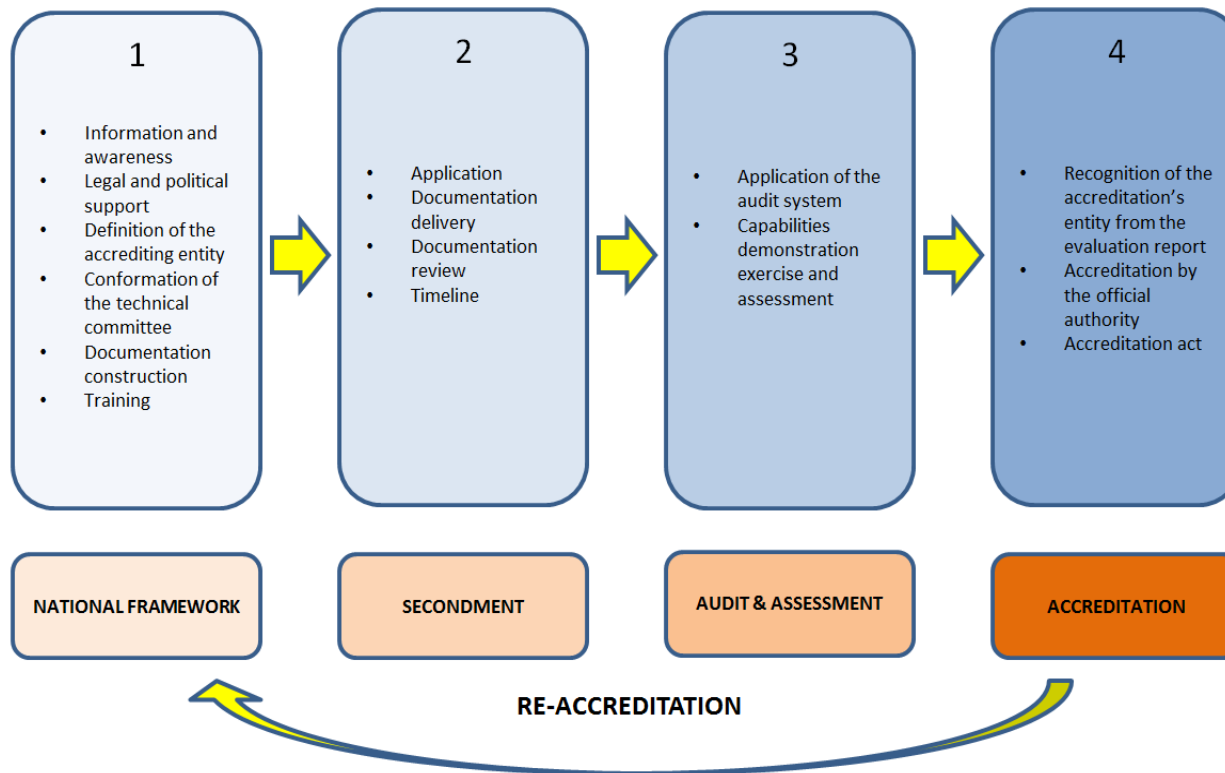 1
• Information and
awareness
• Legal and political
support
• Definition of the
accrediting entity
• Conformation of
the technical
committee
• Documentation
construction
• Training
2
• Application
• Documentation
delivery
• Documentation
review
• Timeline
3
• Application of the
audit system
• Capabilities
demonstration
exercise and
assessment
4
• Recognition of the
accreditation's
entity from the
evaluation report
• Accreditation by
the official
authority
• Accreditation act
NATIONAL FRAMEWORK
SECONDMENT
AUDIT & ASSESSMENT
ACCREDITATION
RE-ACCREDITATION